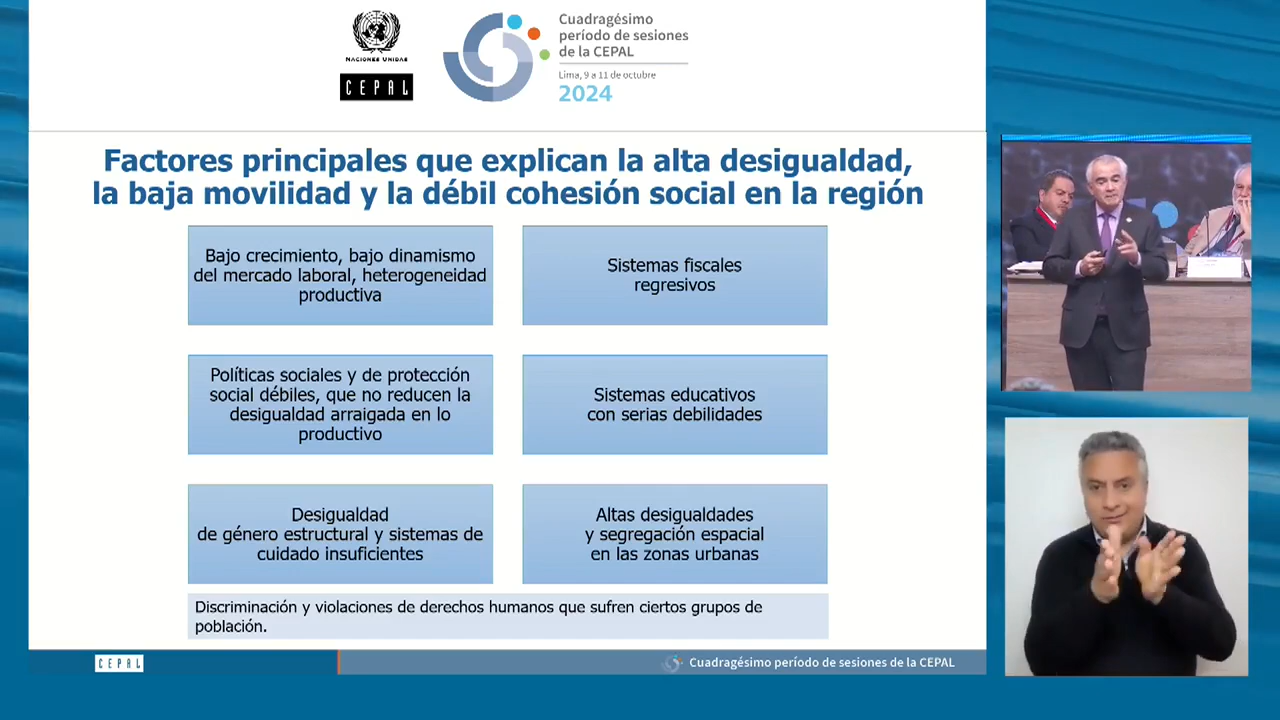 NACIONES UNIDAS
CEPAL
Cuadragésimo
período de sesiones
de la CEPAL
Lima, 9 a 11 de octubre
2024
Factores principales que explican la alta desigualdad,
la baja movilidad y la débil cohesión social en la región
Bajo crecimiento, bajo dinamismo
del mercado laboral, heterogeneidad
productiva
Sistemas fiscales
regresivos
Políticas sociales y de protección
social débiles, que no reducen la
desigualdad arraigada en lo
productivo
Sistemas educativos
con serias debilidades
Desigualdad
de género estructural y sistemas de
cuidado insuficientes
Altas desigualdades
y segregación espacial
en las zonas urbanas
Discriminación y violaciones de derechos humanos que sufren ciertos grupos de
población.
CEPAL
Cuadragésimo período de sesiones de la CEPAL